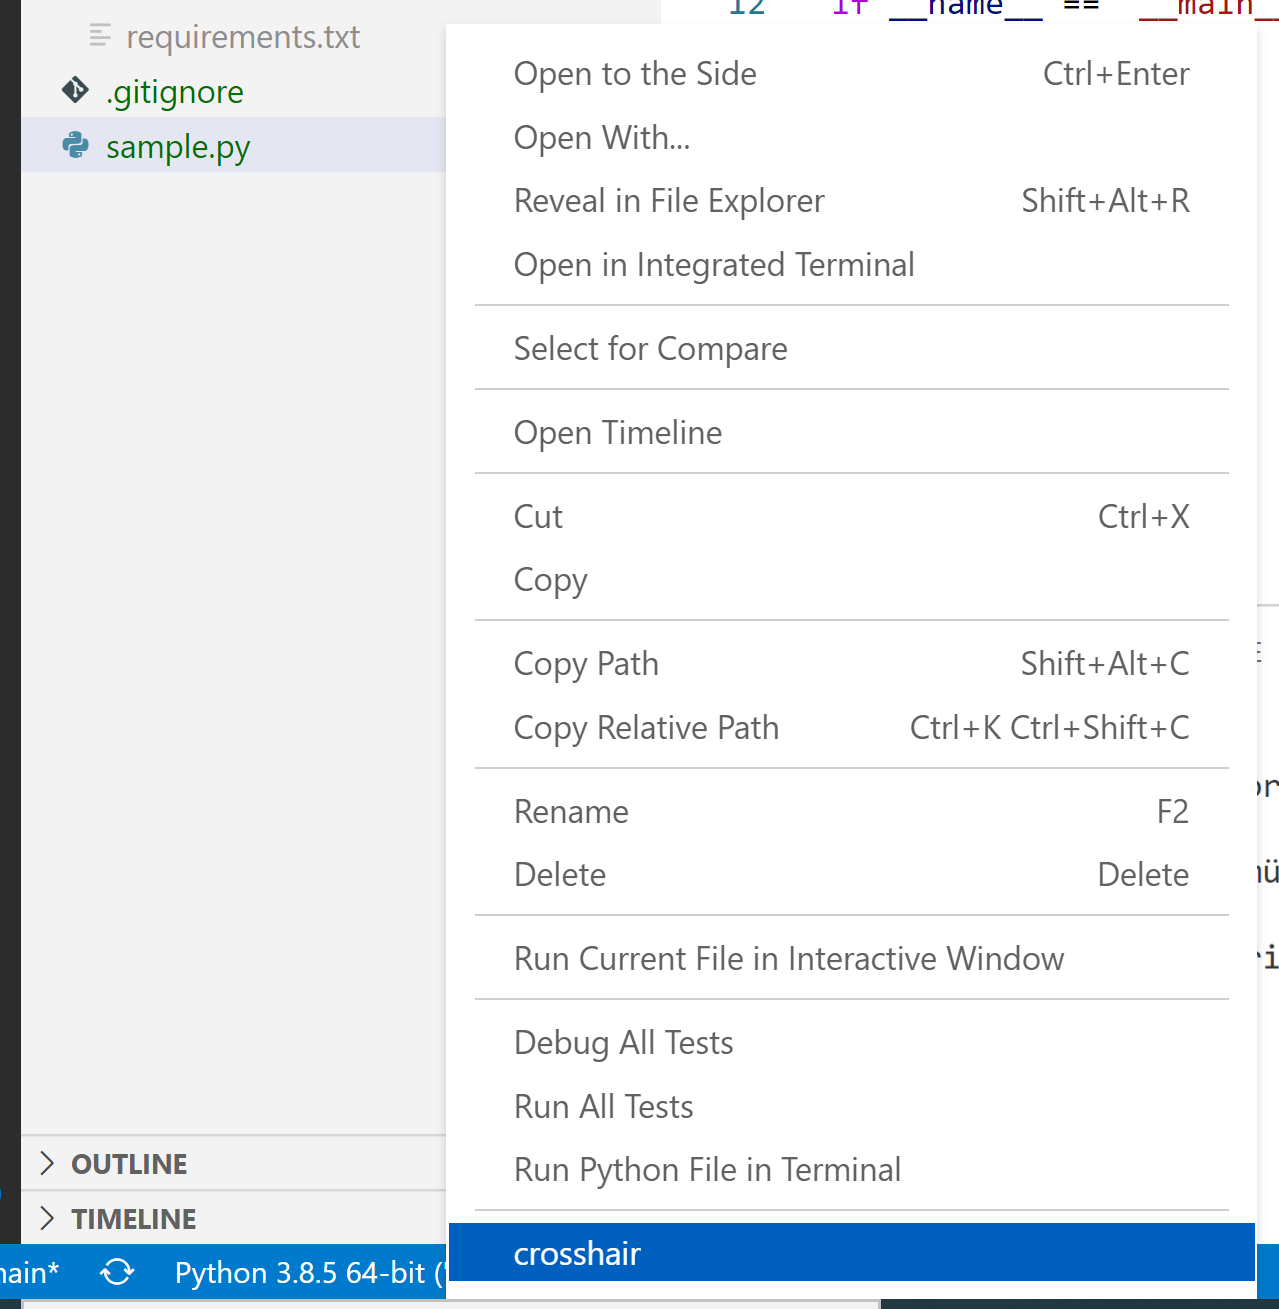 12 if __name__ == "__main_
requirements.txt
.gitignore
sample.py
Open to the Side Ctrl+Enter
Open With...
Reveal in File Explorer Shift+Alt+R
Open in Integrated Terminal
Select for Compare
Open Timeline
Cut Ctrl+X
Copy
Copy Path Shift+Alt+C
Copy Relative Path Ctrl+K Ctrl+Shift+C
Rename F2
Delete Delete
Run Current File in Interactive Window
Debug All Tests
Run All Tests
Run Python File in Terminal
crosshair
OUTLINE
TIMELINE
ain* Python 3.8.5 64-bit ('